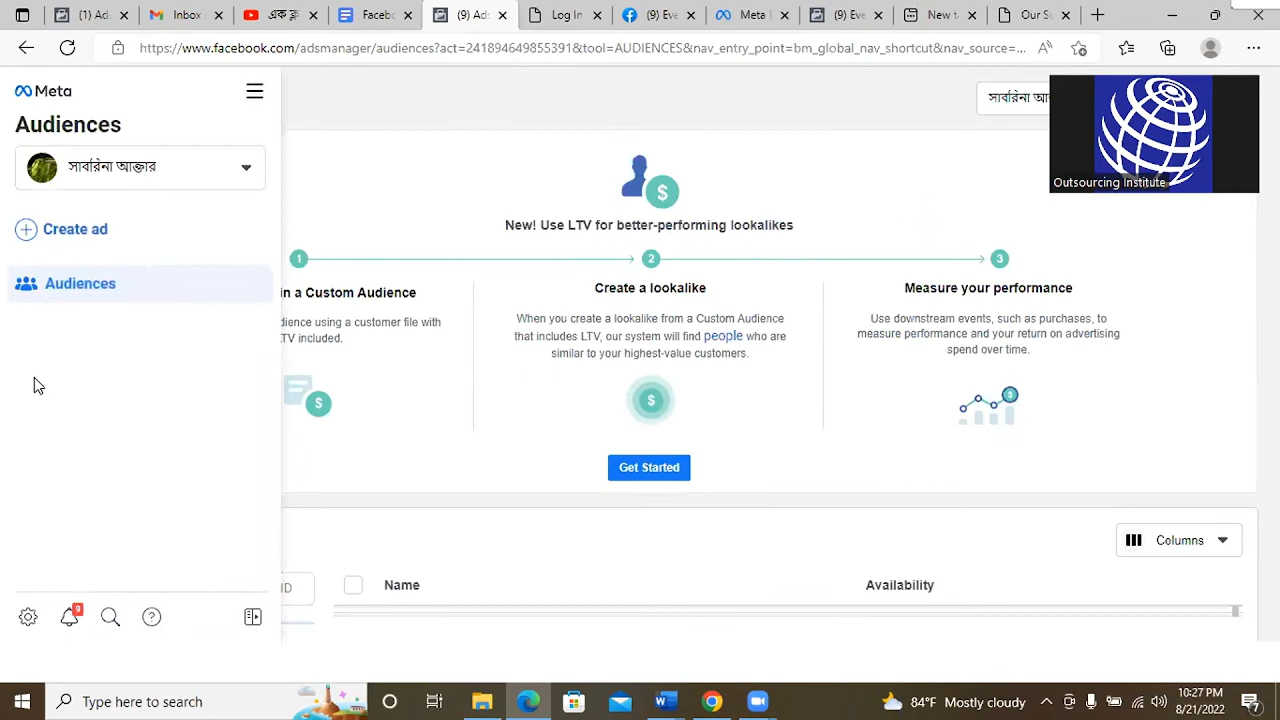 (1) Ad
Inbox
একজি
Faceb
(9) Ads
Log In
(9) Eve
Meta
(9) Eve
New t
Our Su
https://www.facebook.com/adsmanager/audiences?act=241894649855391&tool=AUDIENCES&nav_entry_point=bm_global_nav_shortcut&nav_source=...
Meta
Audiences
সাবরিনা আক্তার
Create ad
Audiences
9
সাবরিনা আ
Outsourcing Institute
$
New! Use LTV for better-performing lookalikes
1
2
3
in a Custom Audience
dience using a customer file with
TV included.
$
Create a lookalike
When you create a lookalike from a Custom Audience
that includes LTV, our system will find people who are
similar to your highest-value customers.
$
Measure your performance
Use downstream events, such as purchases, to
measure performance and your return on advertising
spend over time.
Get Started
Columns
ID
Name
Availability
Type here to search
84°F Mostly cloudy
10:27 PM
8/21/2022
7